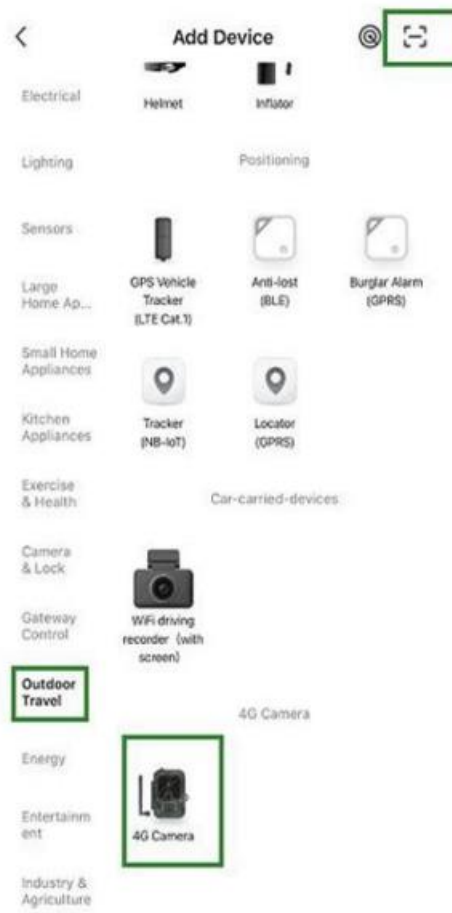 Add Device
Electrical
Lighting
Sensors
Large
Home Ap...
Small Home
Appliances
Kitchen
Appliances
Exercise
& Health
Camera
& Lock
Gateway
Control
Outdoor
Travel
Energy
Entertainm
ent
Industry &
Agriculture
Helmet
Inflator
Positioning
GPS Vehicle
Tracker
(LTE Cat.1)
Anti-lost
(BLE)
Burglar Alarm
(GPRS)
Tracker
(NB-IoT)
Locator
(GPRS)
Car-carried-devices
WiFi driving
recorder (with
screen)
4G Camera
4G Camera